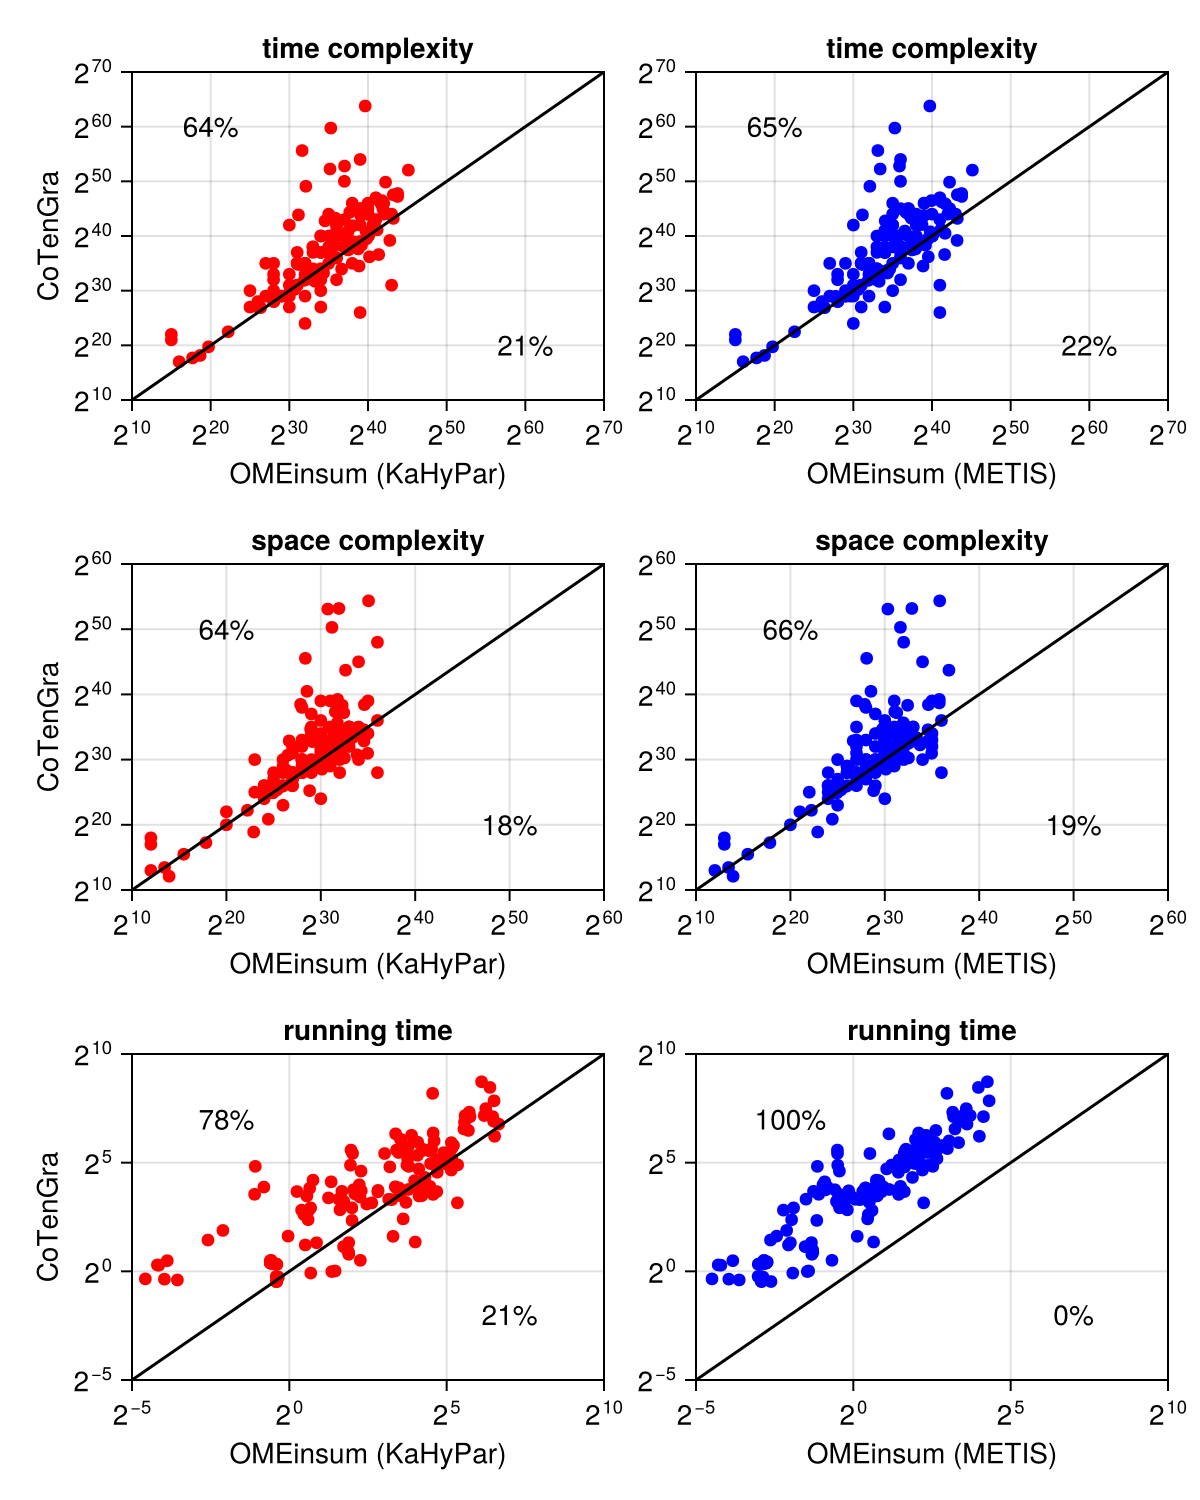 time complexity
time complexity
2^70
2^60
2^50
2^40
2^30
2^20
2^10
CoTenGra
64%
21%
2^10 2^20 2^30 2^40 2^50 2^60 2^70
OMEinsum (KaHyPar)
2^70
2^60
2^50
2^40
2^30
2^20
2^10
65%
22%
2^10 2^20 2^30 2^40 2^50 2^60 2^70
OMEinsum (METIS)
space complexity
space complexity
2^60
2^50
2^40
2^30
2^20
2^10
CoTenGra
64%
18%
2^10 2^20 2^30 2^40 2^50 2^60
OMEinsum (KaHyPar)
2^60
2^50
2^40
2^30
2^20
2^10
66%
19%
2^10 2^20 2^30 2^40 2^50 2^60
OMEinsum (METIS)
running time
running time
2^10
2^5
2^0
2^−5
CoTenGra
78%
21%
2^−5 2^0 2^5 2^10
OMEinsum (KaHyPar)
2^10
2^5
2^0
2^−5
100%
0%
2^−5 2^0 2^5 2^10
OMEinsum (METIS)